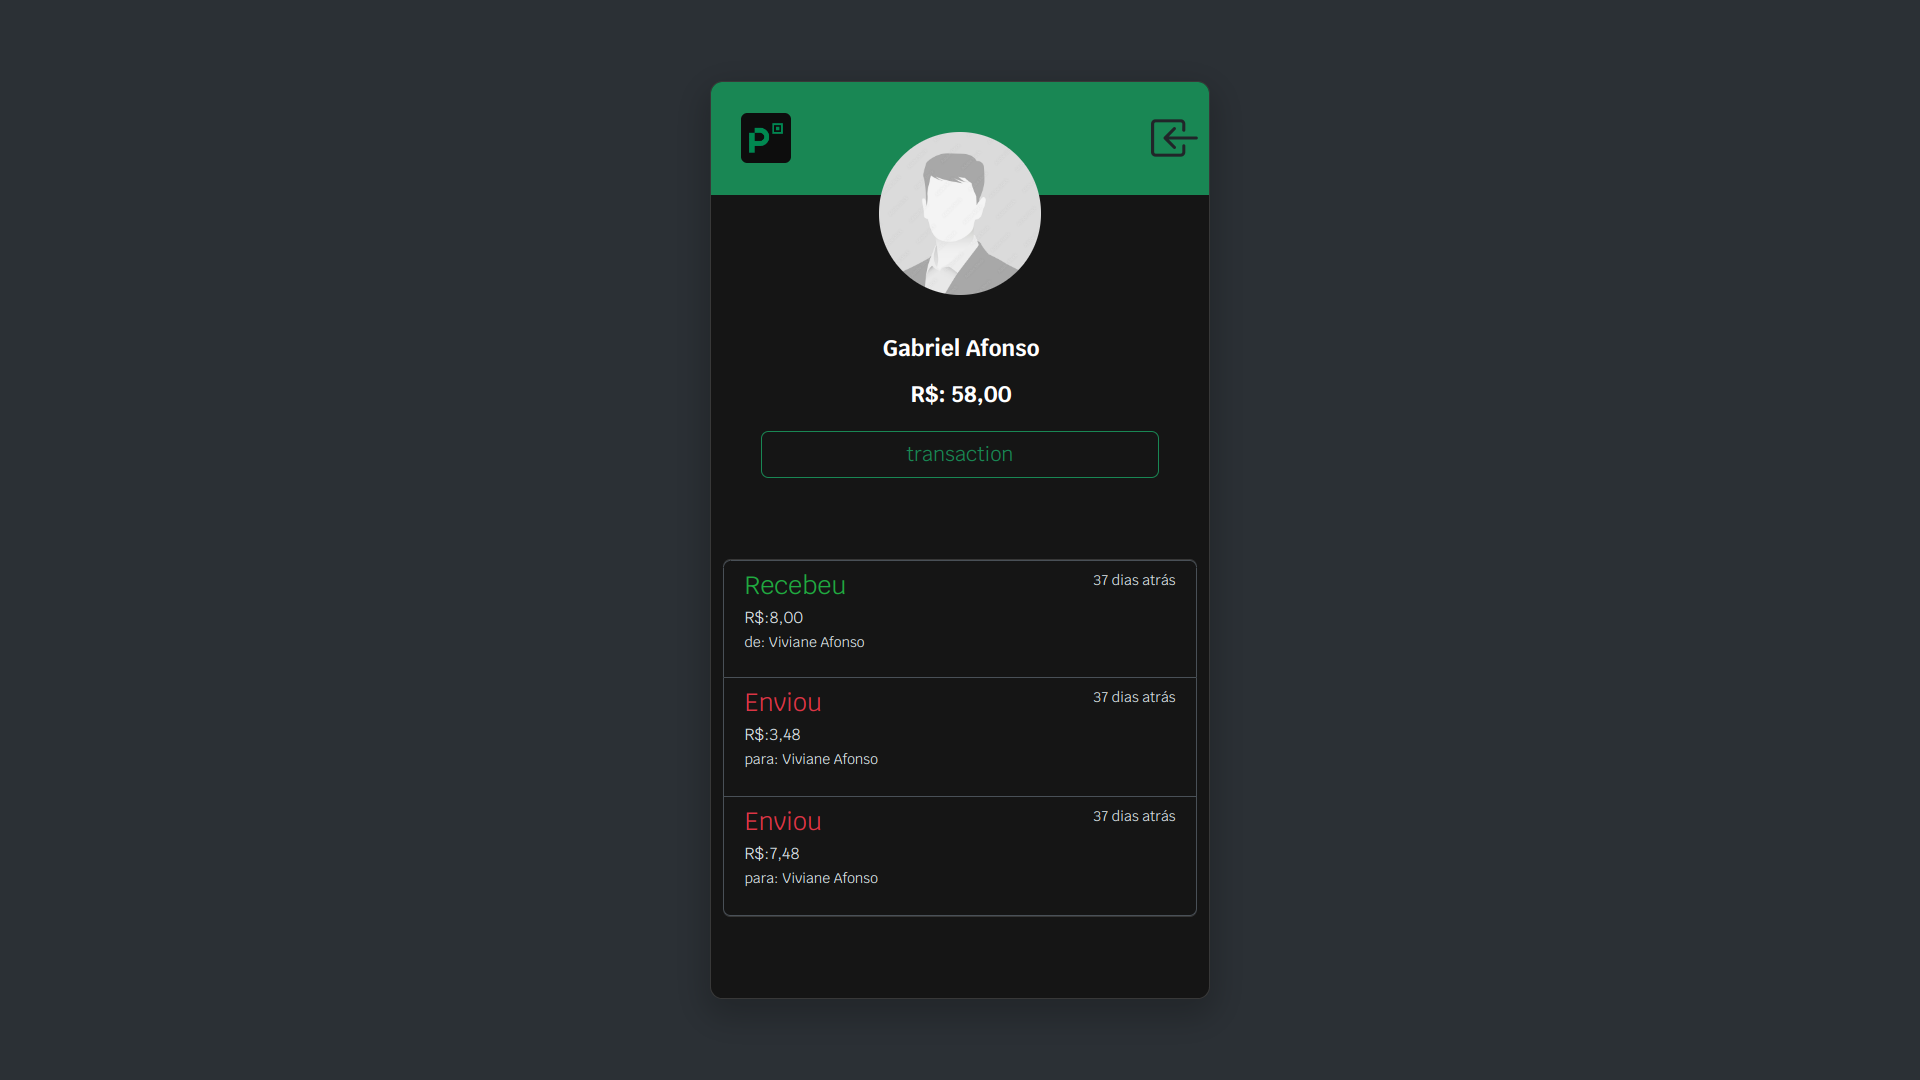 P
Gabriel Afonso
R$: 58,00
transaction
Recebeu
37 dias atrás
R$:8,00
de: Viviane Afonso
Enviou
37 dias atrás
R$:3,48
para: Viviane Afonso
Enviou
37 dias atrás
R$:7,48
para: Viviane Afonso